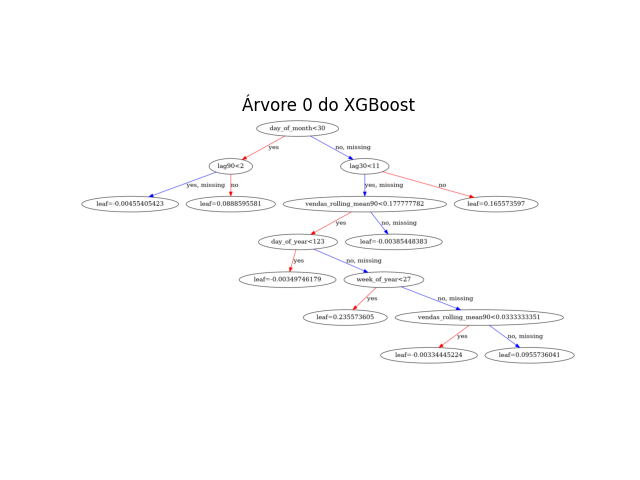 Árvore 0 do XGBoost
day_of_month<30
yes
no, missing
lag90<2
lag30<11
yes, missing
no
yes, missing
no
leaf=-0.00455405423
leaf=0.0888595581
vendas_rolling_mean90<0.177777782
leaf=0.165573597
yes
no, missing
day_of_year<123
leaf=-0.00385448383
yes
no, missing
leaf=-0.00349746179
week_of_year<27
yes
no, missing
leaf=0.235573605
vendas_rolling_mean90<0.0333333351
yes
no, missing
leaf=-0.00334445224
leaf=0.0955736041